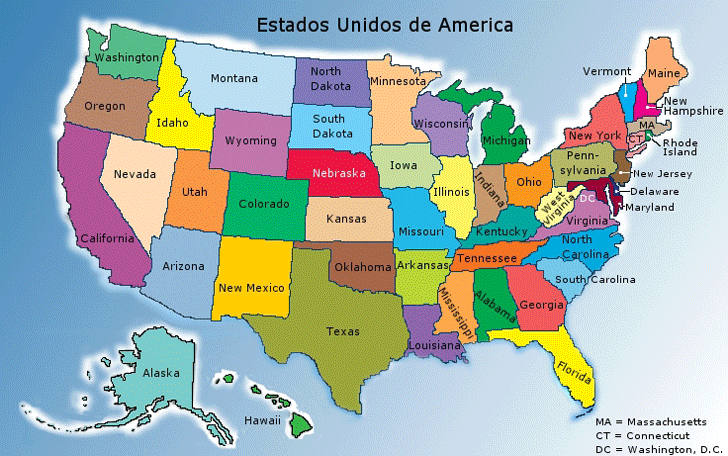 Estados Unidos de America
Washington
Oregon
California
Nevada
Idaho
Montana
Wyoming
Utah
Arizona
Colorado
New Mexico
North
Dakota
South
Dakota
Nebraska
Kansas
Oklahoma
Texas
Minnesota
Iowa
Missouri
Arkansas
Louisiana
Wisconsin
Illinois
Michigan
Indiana
Ohio
Kentucky
Tennessee
Mississippi
Alabama
Georgia
Florida
South Carolina
North
Carolina
Virginia
West
Virginia
DC
Maryland
Delaware
New Jersey
Penn-
sylvania
New York
CT
Rhode
Island
MA
New
Hampshire
Vermont
Maine
Alaska
Hawaii
MA = Massachusetts
CT = Connecticut
DC = Washington, D.C.